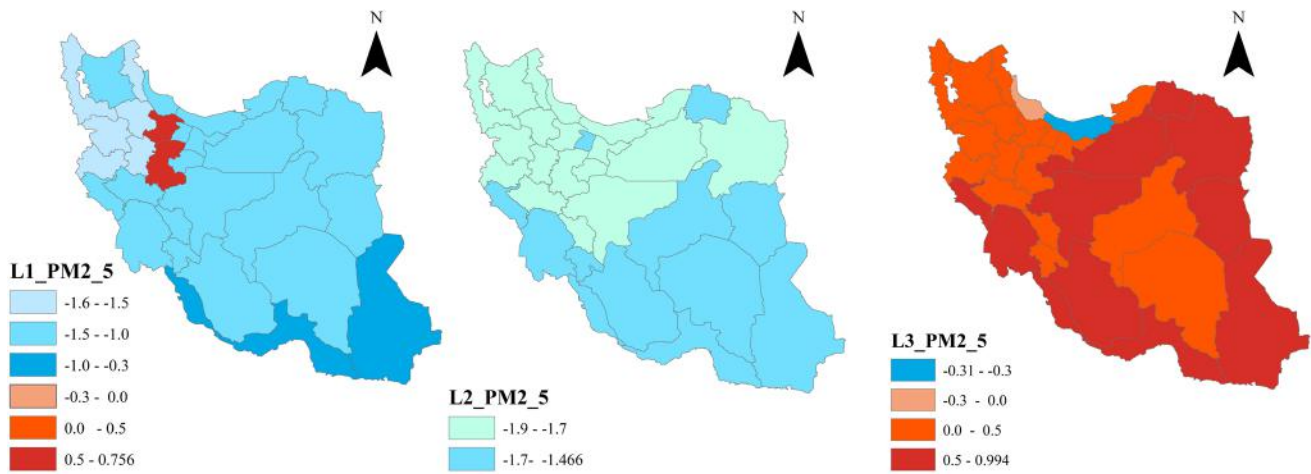 N
N
N
L1_PM2_5
-1.6 - -1.5
-1.5 - -1.0
-1.0 - -0.3
-0.3 - 0.0
0.0 - 0.5
0.5 - 0.756
L2_PM2_5
-1.9 - -1.7
-1.7- -1.466
L3_PM2_5
-0.31 - -0.3
-0.3 - 0.0
0.0 - 0.5
0.5 - 0.994